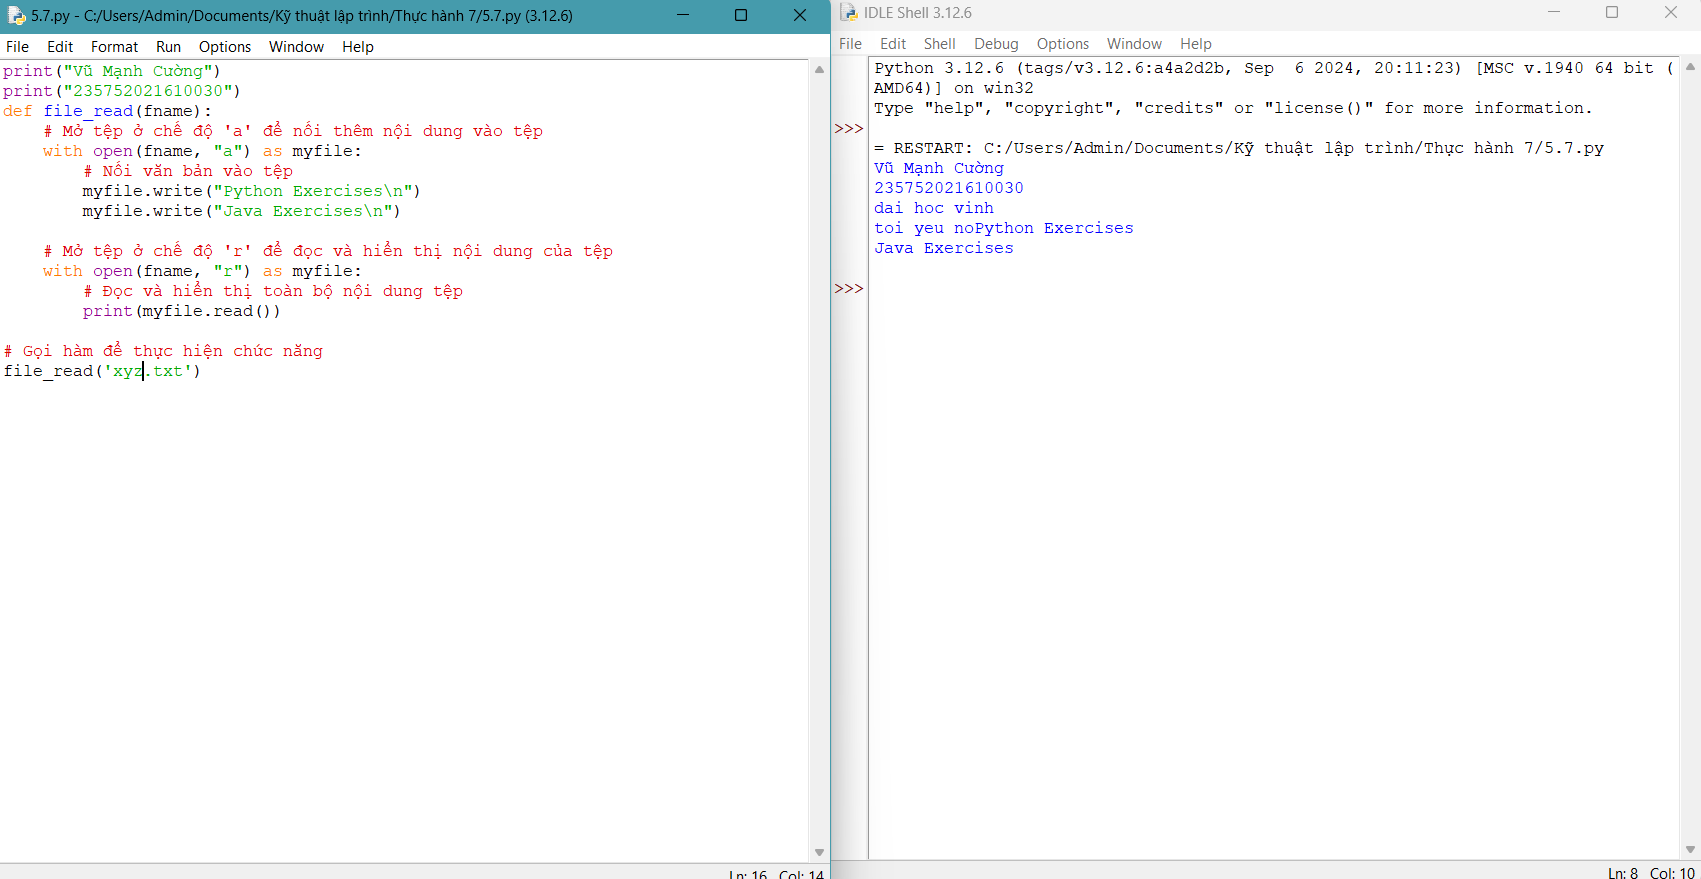 5.7.py - C:/Users/Admin/Documents/Kỹ thuật lập trình/Thực hành 7/5.7.py (3.12.6)
File Edit Format Run Options Window Help
print("Vũ Mạnh Cường")
print("235752021610030")
def file_read(fname):
    # Mở tệp ở chế độ 'a' để nối thêm nội dung vào tệp
    with open(fname, "a") as myfile:
        # Nối văn bản vào tệp
        myfile.write("Python Exercises\n")
        myfile.write("Java Exercises\n")
    # Mở tệp ở chế độ 'r' để đọc và hiển thị nội dung của tệp
    with open(fname, "r") as myfile:
        # Đọc và hiển thị toàn bộ nội dung tệp
        print(myfile.read())
# Gọi hàm để thực hiện chức năng
file_read('xyz.txt')
Ln: 16 Col: 14
IDLE Shell 3.12.6
File Edit Shell Debug Options Window Help
Python 3.12.6 (tags/v3.12.6:a4a2d2b, Sep  6 2024, 20:11:23) [MSC v.1940 64 bit (
AMD64)] on win32
Type "help", "copyright", "credits" or "license()" for more information.
>>>
= RESTART: C:/Users/Admin/Documents/Kỹ thuật lập trình/Thực hành 7/5.7.py
Vũ Mạnh Cường
235752021610030
dai hoc vinh
toi yeu noPython Exercises
Java Exercises
>>>
Ln: 8 Col: 10